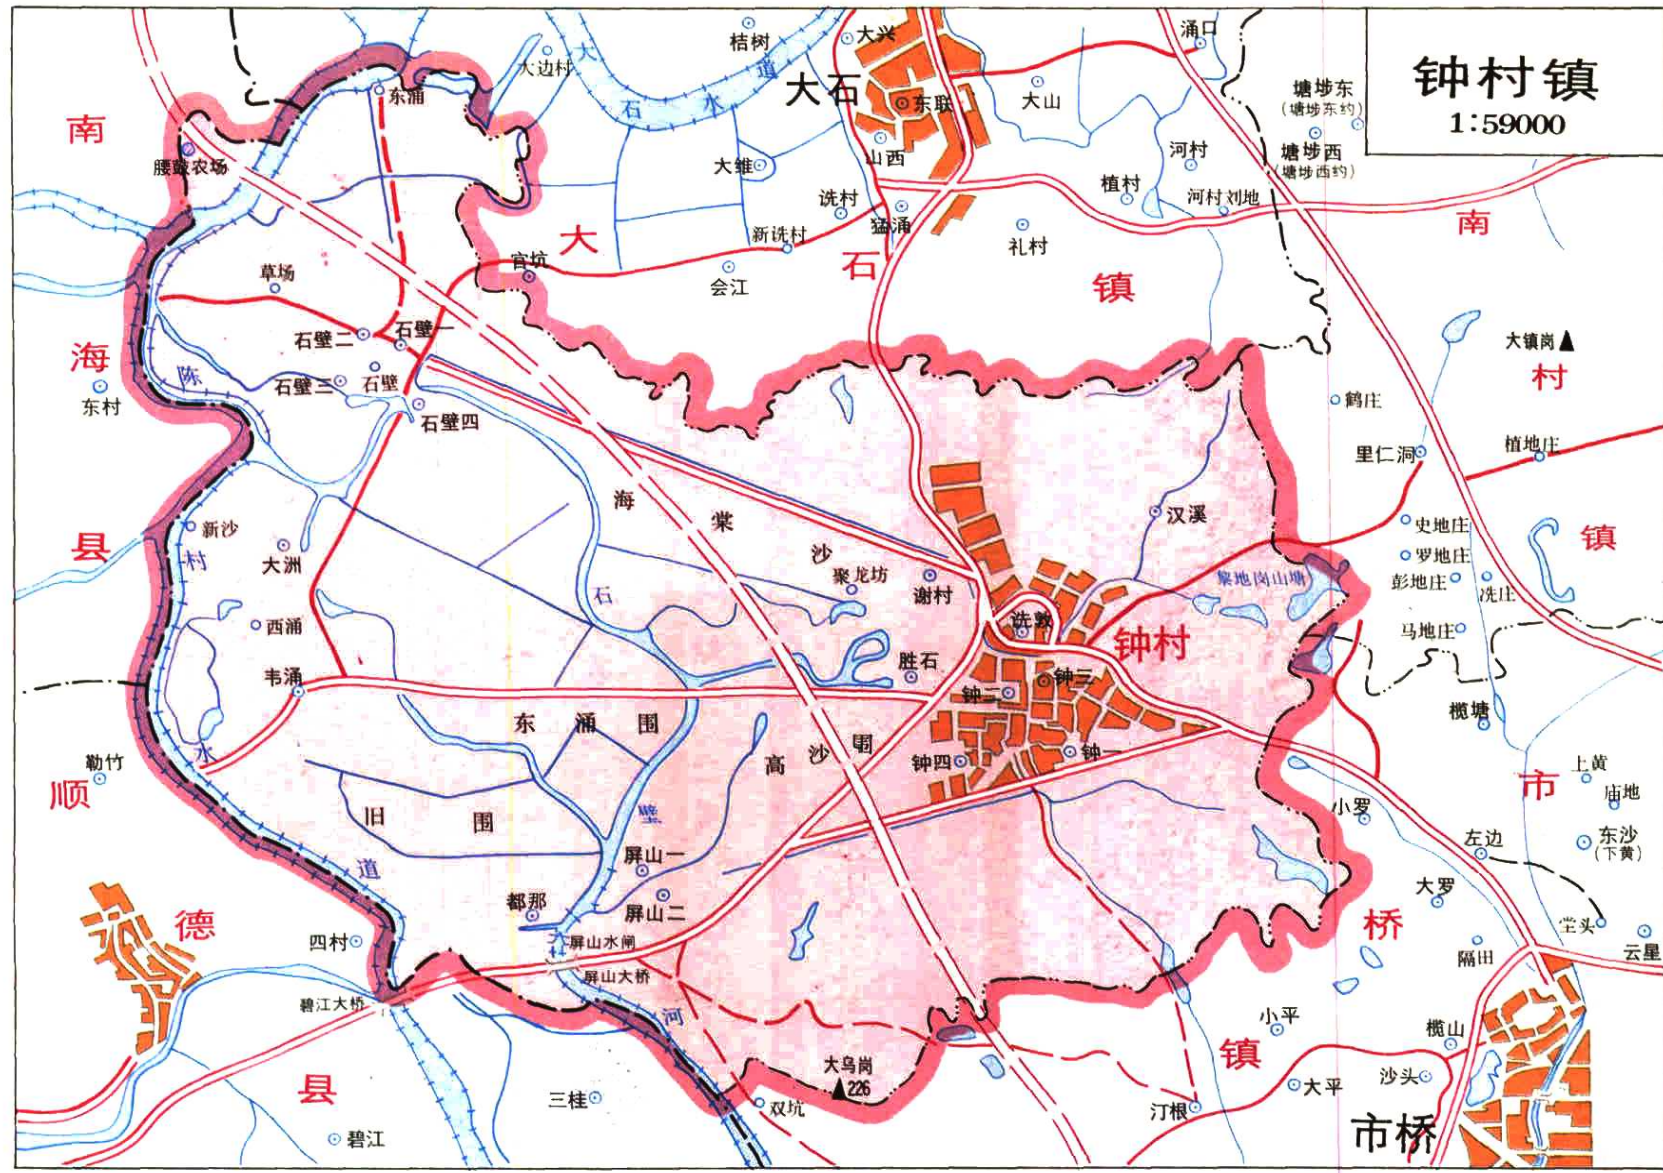 钟村镇
1:59000
南
海
县
顺
德
县
大
石
镇
南
村
镇
市
桥
镇
大石
市桥
钟村
桔树
大兴
涌口
大边村
大
石
水
道
东涌
东联
大山
塘埗东
(塘埗东约)
塘埗西
(塘埗西约)
腰鼓农场
大雉
山西
河村
植村
河村刘地
冼村
猛涌
新冼村
礼村
官坑
会江
草场
石壁一
石壁二
石壁三
石壁
石壁四
大镇岗
陈
村
水
道
东村
鹤庄
里仁洞
植地庄
海
棠
沙
汉溪
新沙
大洲
史地庄
罗地庄
彭地庄
冼庄
马地庄
聚龙坊
谢村
黎地岗山塘
石
壁
河
西涌
冼敦
韦涌
胜石
钟二
钟三
榄塘
东
涌
围
高
沙
围
钟四
钟一
勒竹
上黄
庙地
旧
围
小罗
左边
东沙
(下黄)
屏山一
屏山二
都那
大罗
四村
屏山水闸
屏山大桥
隔田
云星
碧江大桥
小平
榄山
大乌岗
226
三桂
双坑
汀根
大平
沙头
碧江